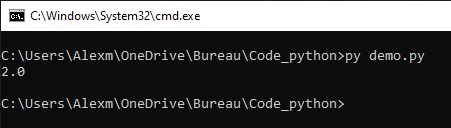 C:\Windows\System32\cmd.exe
C:\Users\Alexm\OneDrive\Bureau\Code_python>py demo.py
2.0
C:\Users\Alexm\OneDrive\Bureau\Code_python>